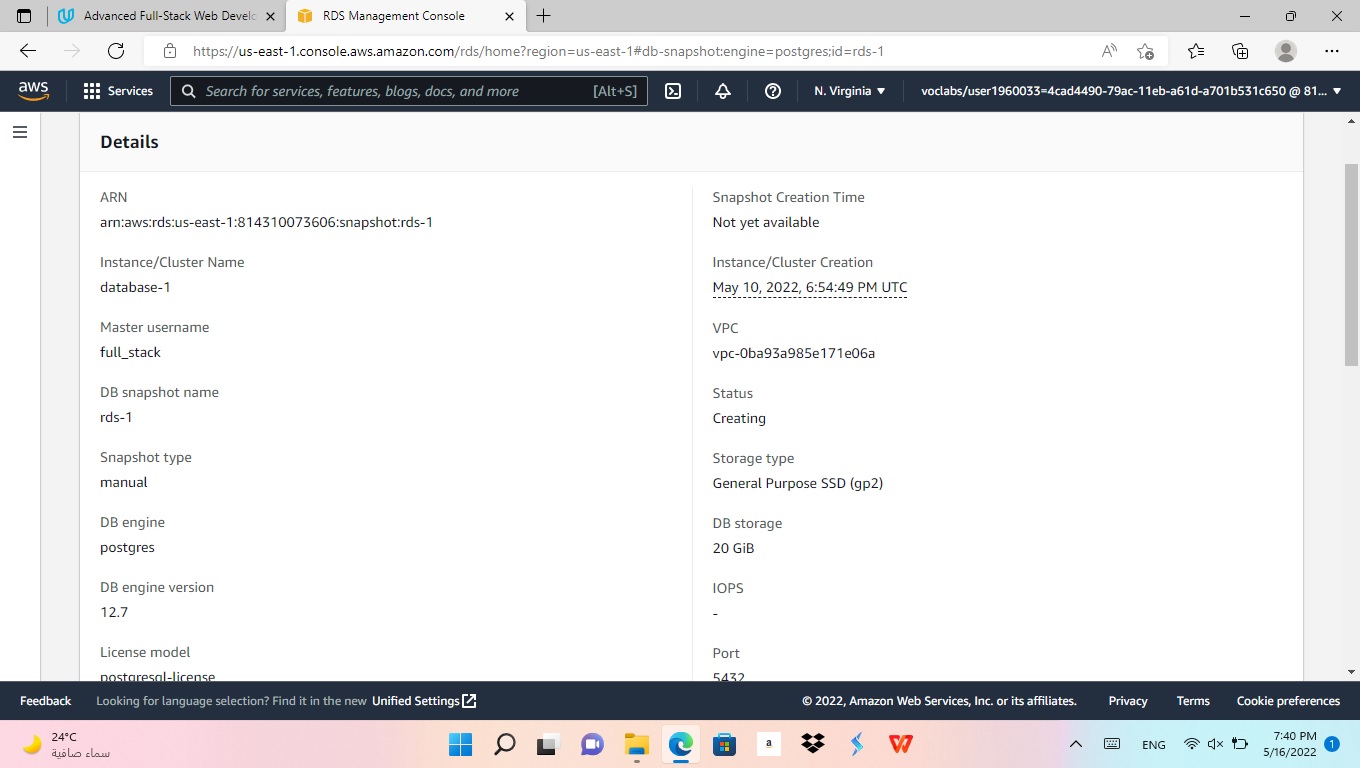 Advanced Full-Stack Web Develo
RDS Management Console
https://us-east-1.console.aws.amazon.com/rds/home?region=us-east-1#db-snapshot:engine=postgres;id=rds-1
aws
Services
Search for services, features, blogs, docs, and more
[Alt+S]
N. Virginia
voclabs/user1960033=4cad4490-79ac-11eb-a61d-a701b531c650 @ 81...
Details
ARN
arn:aws:rds:us-east-1:814310073606:snapshot:rds-1
Instance/Cluster Name
database-1
Master username
full_stack
DB snapshot name
rds-1
Snapshot type
manual
DB engine
postgres
DB engine version
12.7
License model
postgresql-license
Snapshot Creation Time
Not yet available
Instance/Cluster Creation
May 10, 2022, 6:54:49 PM UTC
VPC
vpc-0ba93a985e171e06a
Status
Creating
Storage type
General Purpose SSD (gp2)
DB storage
20 GiB
IOPS
-
Port
5432
Feedback
Looking for language selection? Find it in the new Unified Settings
© 2022, Amazon Web Services, Inc. or its affiliates.
Privacy
Terms
Cookie preferences
24°C
سماء صافية
a
ENG
7:40 PM
5/16/2022
1